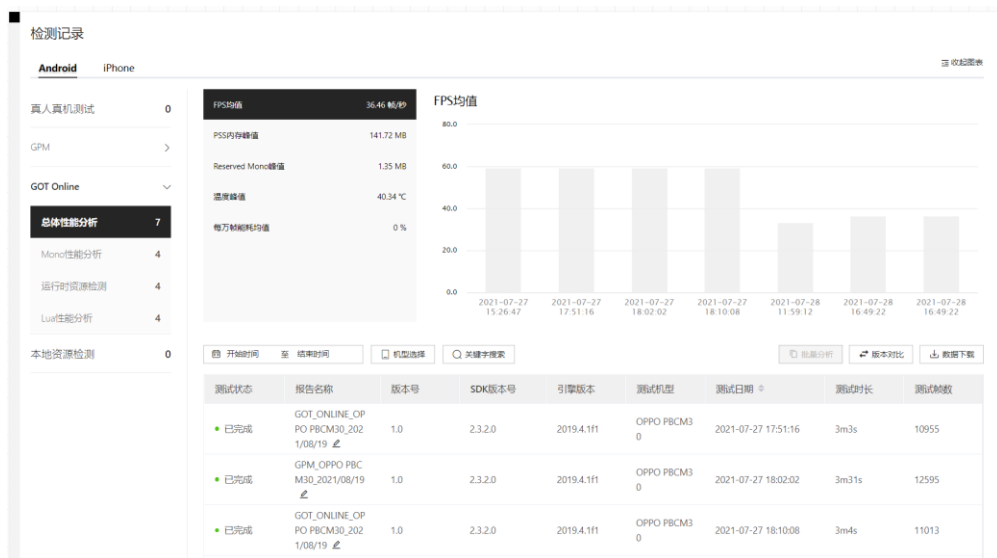 检测记录
Android iPhone 收起图表
真人真机测试 0
GPM
GOT Online
总体性能分析 7
Mono性能分析 4
运行时资源检测 4
Lua性能分析 4
本地资源检测 0
FPS均值 36.46 帧/秒
PSS内存峰值 141.72 MB
Reserved Mono峰值 1.35 MB
温度峰值 40.34 ℃
每万帧能耗均值 0 %
FPS均值
80.0
60.0
40.0
20.0
0.0
2021-07-27 2021-07-27 2021-07-27 2021-07-27 2021-07-28 2021-07-28 2021-07-28
15:26:47 17:51:16 18:02:02 18:10:08 11:59:12 16:49:22 16:49:22
开始时间 至 结束时间 机型选择 关键字搜索 批量分析 版本对比 数据下载
测试状态 报告名称 版本号 SDK版本号 引擎版本 测试机型 测试日期 测试时长 测试帧数
GOT_ONLINE_OP
已完成 PO PBCM30_202 1.0 2.3.2.0 2019.4.1f1 OPPO PBCM3 2021-07-27 17:51:16 3m3s 10955
1/08/19 0
GPM_OPPO PBC
已完成 M30_2021/08/19 1.0 2.3.2.0 2019.4.1f1 OPPO PBCM3 2021-07-27 18:02:02 3m31s 12595
0
GOT_ONLINE_OP
已完成 PO PBCM30_202 1.0 2.3.2.0 2019.4.1f1 OPPO PBCM3 2021-07-27 18:10:08 3m4s 11013
1/08/19 0